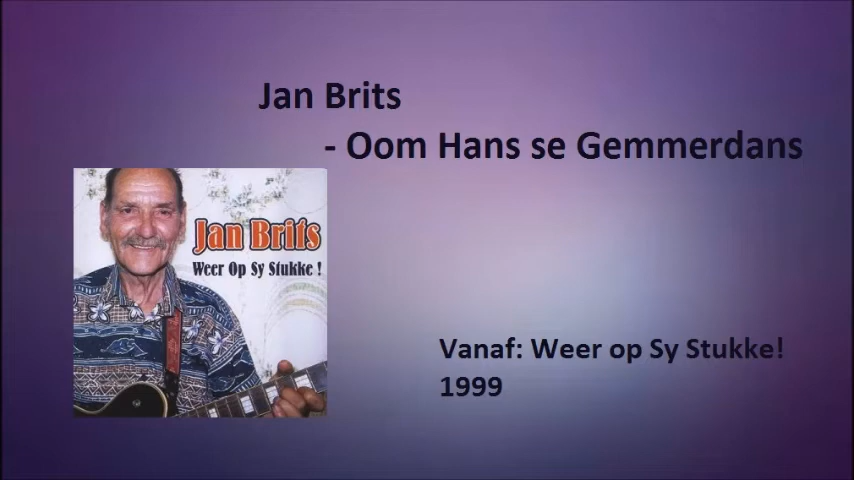 Jan Brits
- Oom Hans se Gemmerdans
Jan Brits
Weer Op Sy Stukke !
Vanaf: Weer op Sy Stukke!
1999